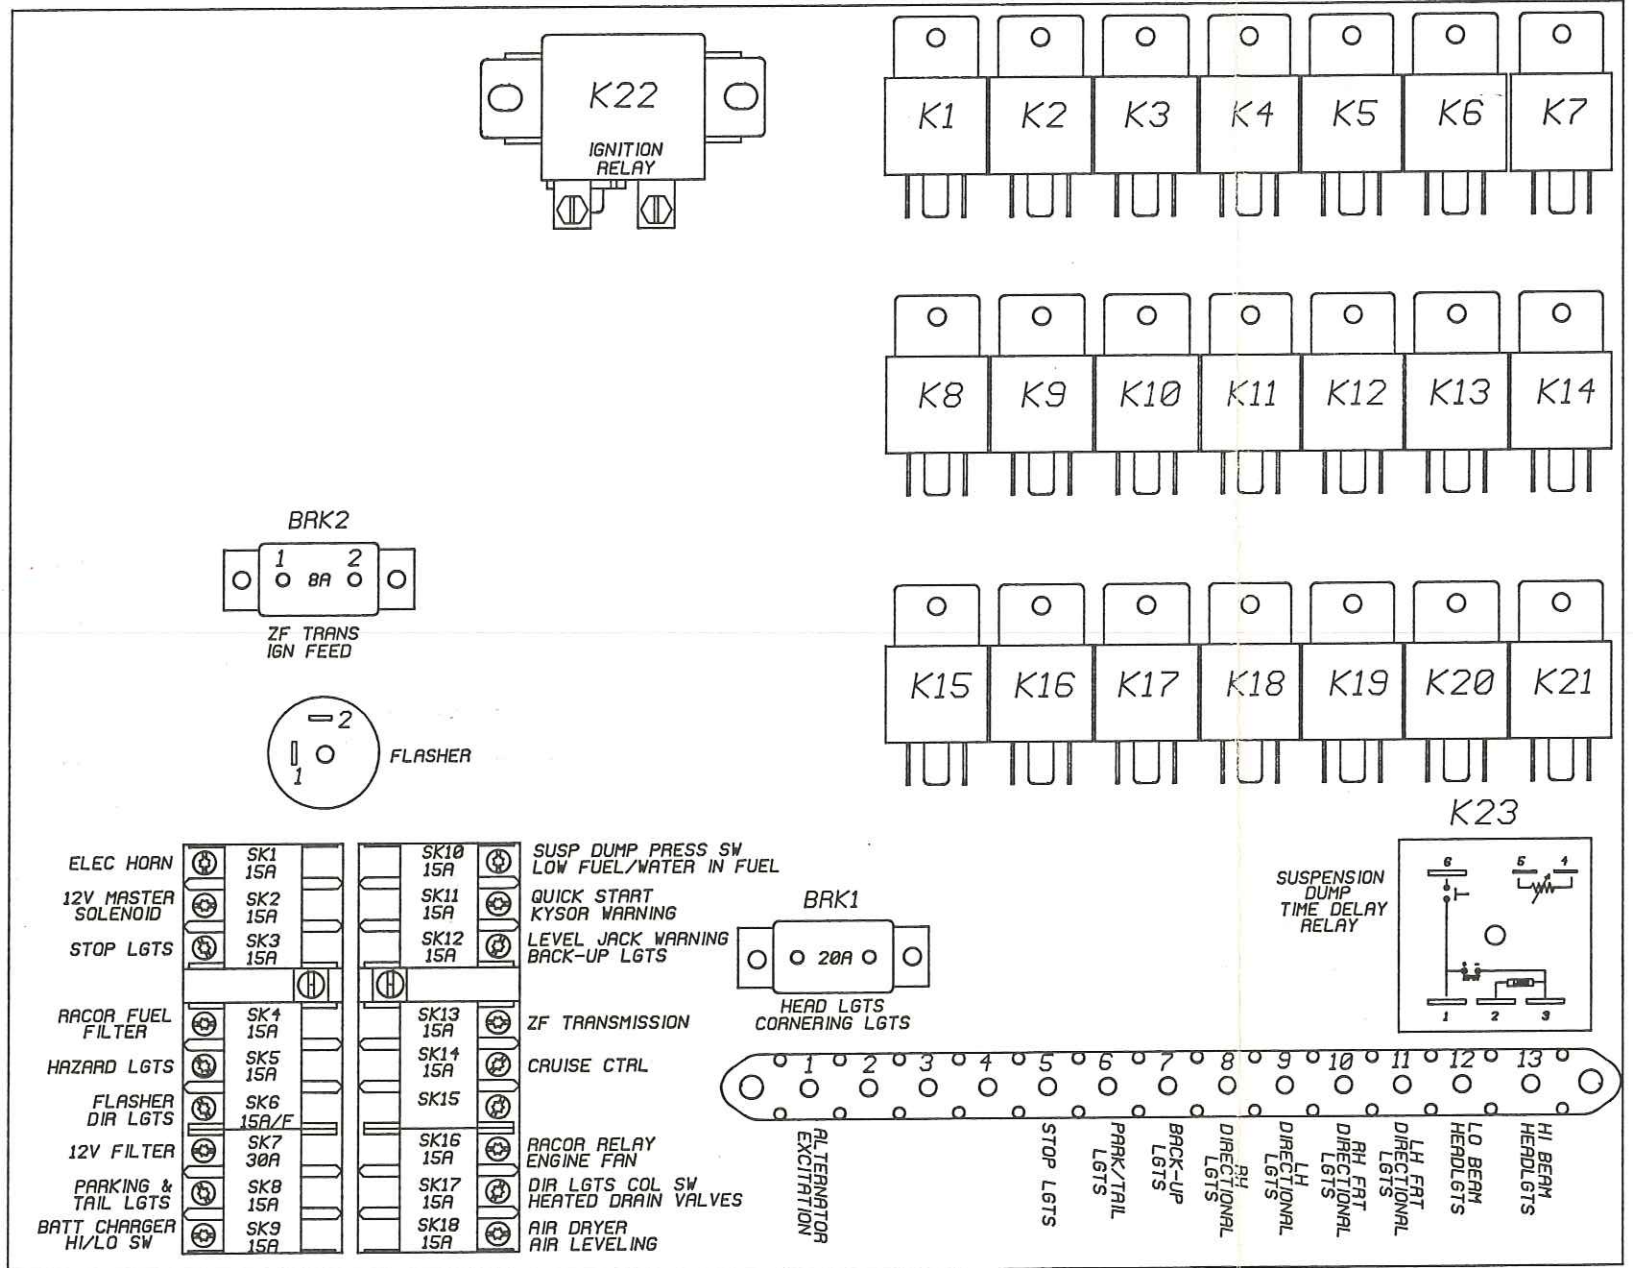 K22
IGNITION
RELAY
K1
K2
K3
K4
K5
K6
K7
K8
K9
K10
K11
K12
K13
K14
BRK2
1
2
8A
ZF TRANS
IGN FEED
K15
K16
K17
K18
K19
K20
K21
2
1
FLASHER
K23
SUSPENSION
DUMP
TIME DELAY
RELAY
6
5
4
1
2
3
ELEC HORN
SK1
15A
12V MASTER
SOLENOID
SK2
15A
STOP LGTS
SK3
15A
RACOR FUEL
FILTER
SK4
15A
HAZARD LGTS
SK5
15A
FLASHER
DIR LGTS
SK6
15A/F
12V FILTER
SK7
30A
PARKING &
TAIL LGTS
SK8
15A
BATT CHARGER
HI/LO SW
SK9
15A
SK10
15A
SUSP DUMP PRESS SW
LOW FUEL/WATER IN FUEL
SK11
15A
QUICK START
KYSOR WARNING
SK12
15A
LEVEL JACK WARNING
BACK-UP LGTS
SK13
15A
ZF TRANSMISSION
SK14
15A
CRUISE CTRL
SK15
SK16
15A
RACOR RELAY
ENGINE FAN
SK17
15A
DIR LGTS COL SW
HEATED DRAIN VALVES
SK18
15A
AIR DRYER
AIR LEVELING
BRK1
20A
HEAD LGTS
CORNERING LGTS
1
2
3
4
5
6
7
8
9
10
11
12
13
ALTERNATOR
EXCITATION
STOP LGTS
PARK/TAIL
LGTS
BACK-UP
LGTS
RH
DIRECTIONAL
LGTS
LH
DIRECTIONAL
LGTS
RH FRT
DIRECTIONAL
LGTS
LH FRT
DIRECTIONAL
LGTS
LO BEAM
HEADLGTS
HI BEAM
HEADLGTS